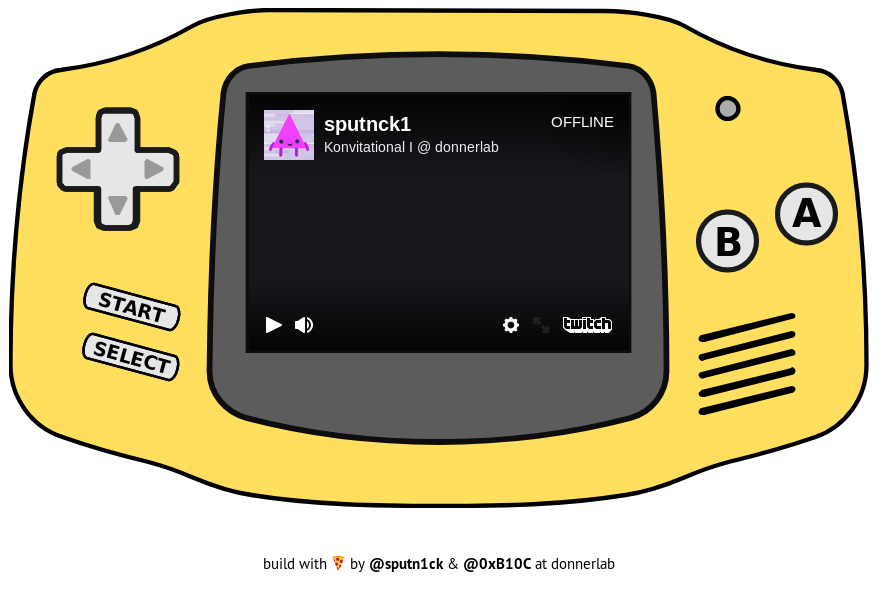 sputnck1
OFFLINE
Konvitational I @ donnerlab
START
SELECT
B
A
twitch
build with 🍕 by @sputn1ck & @0xB10C at donnerlab